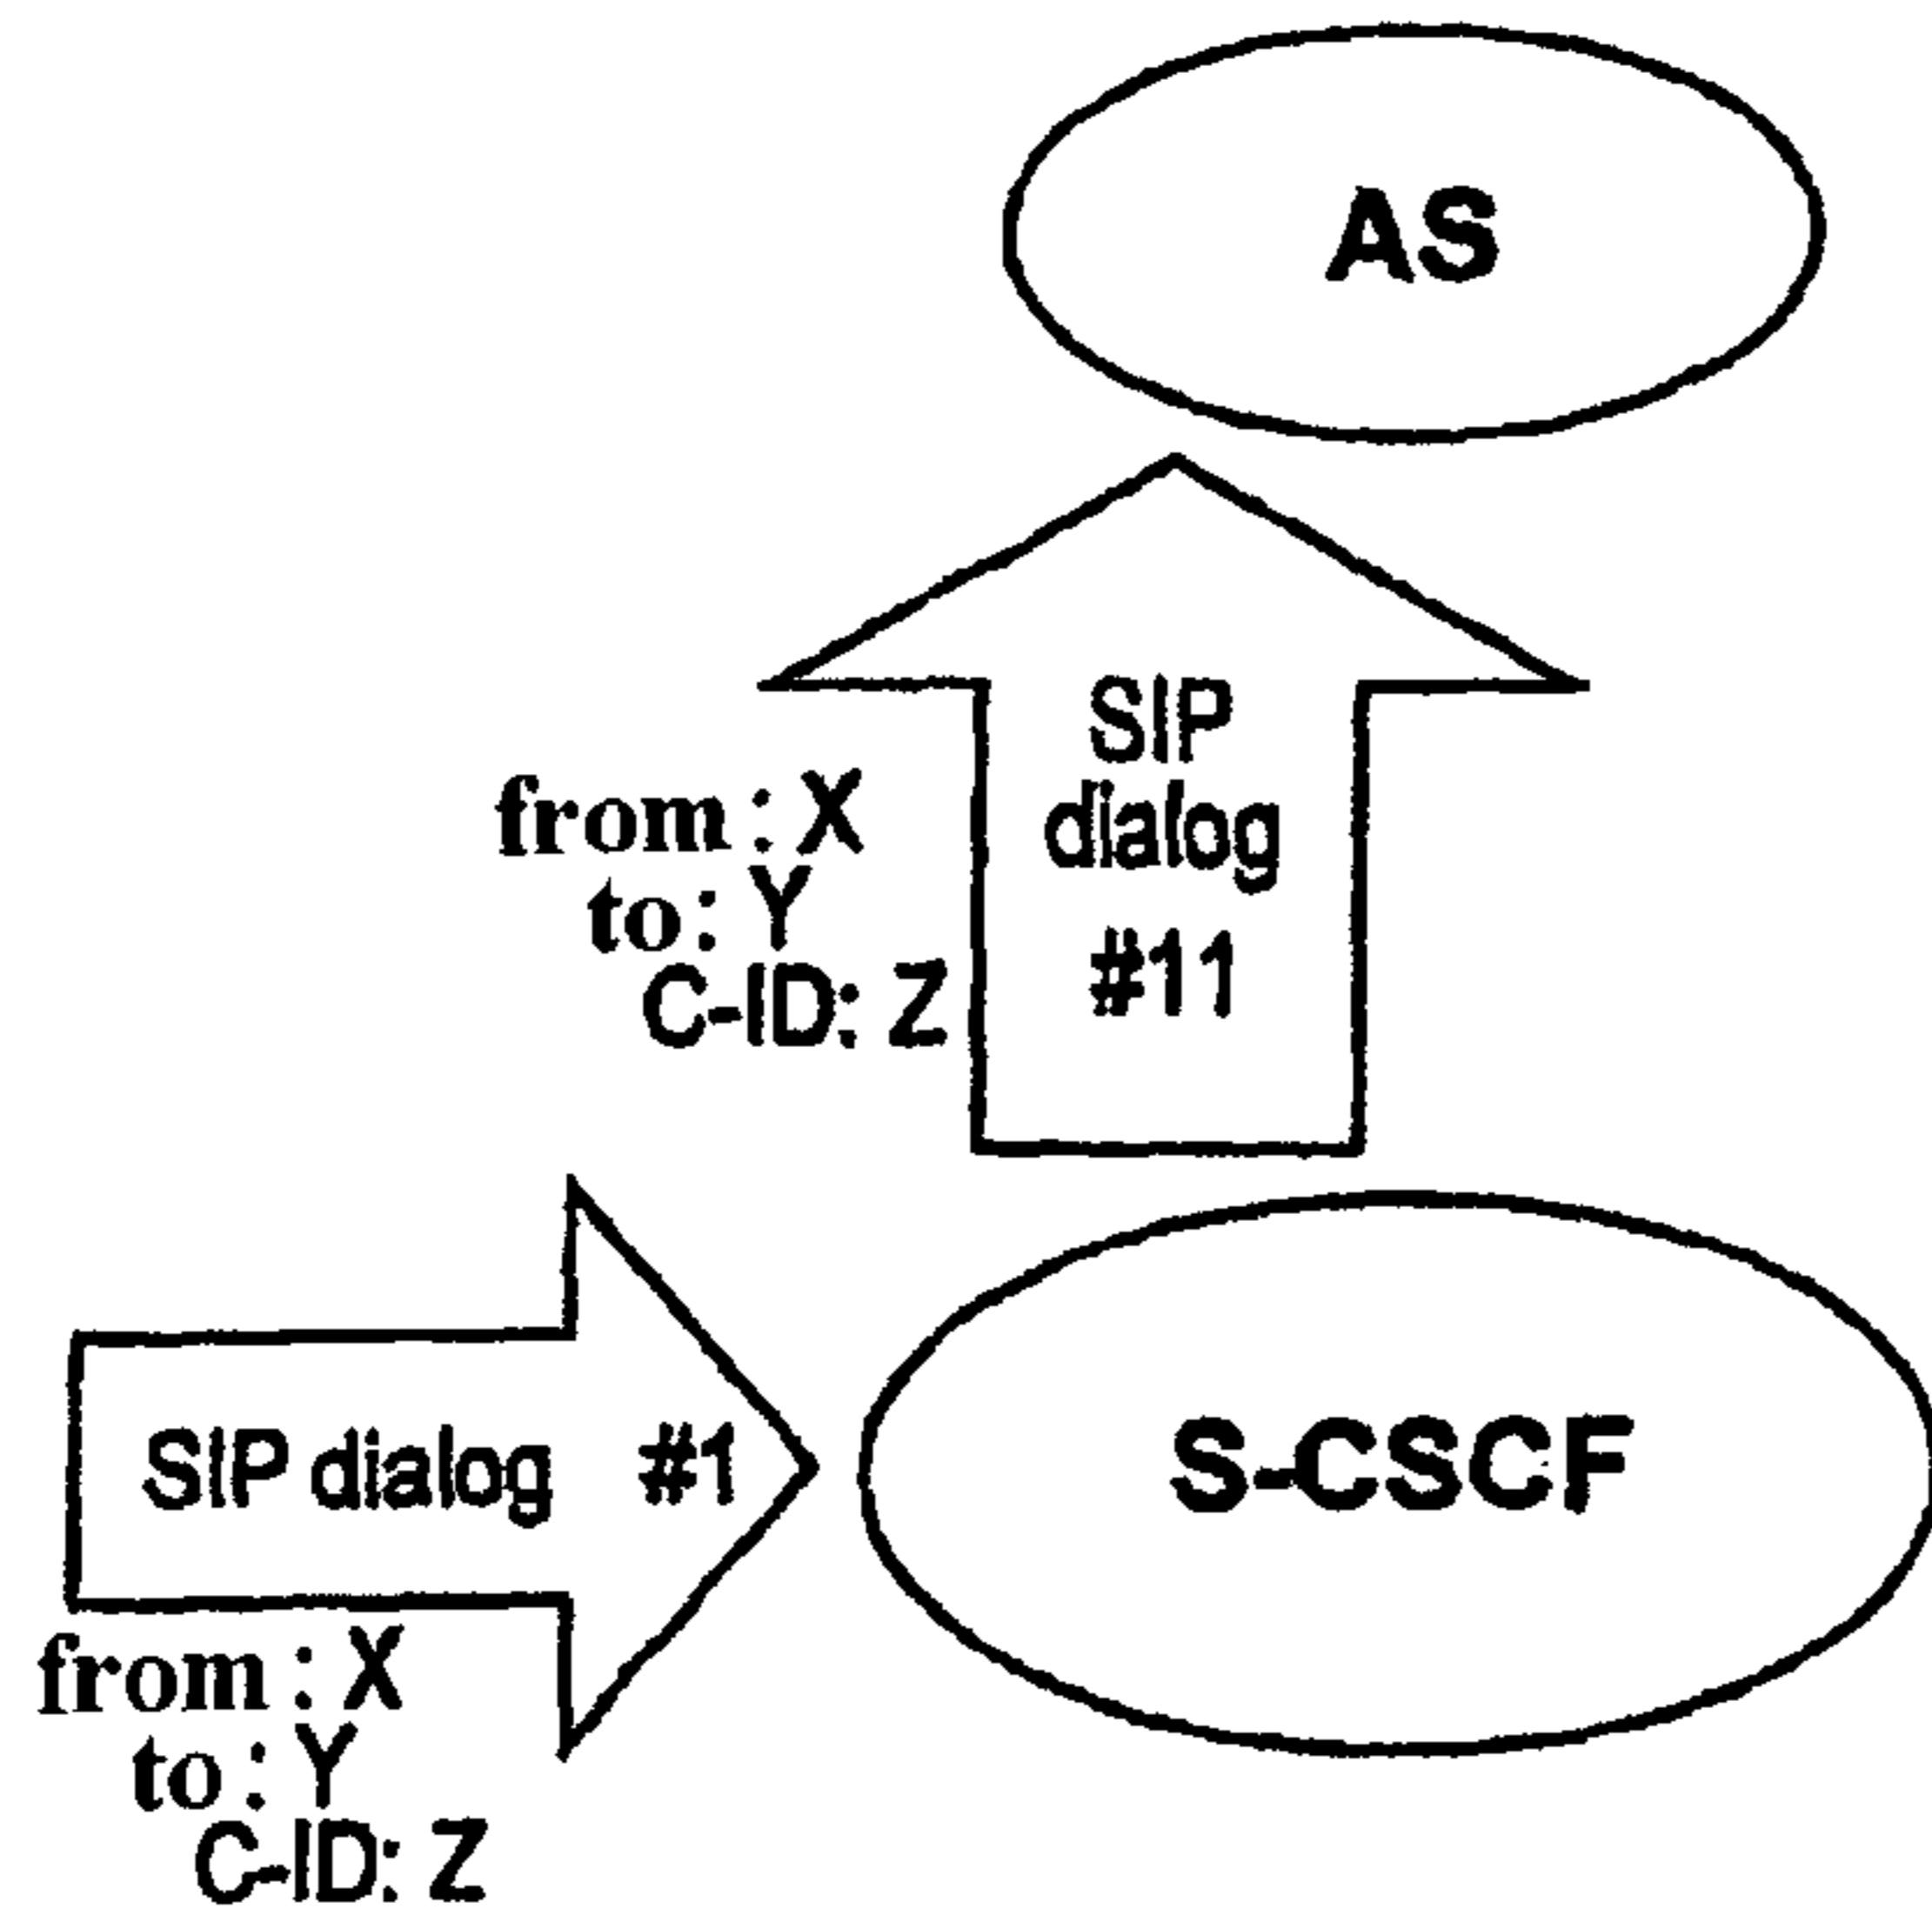 AS
SIP
dialog
#11
from : X
to : Y
C-ID: Z
S-CSCF
SIP dialog #1
from : X
to : Y
C-ID: Z